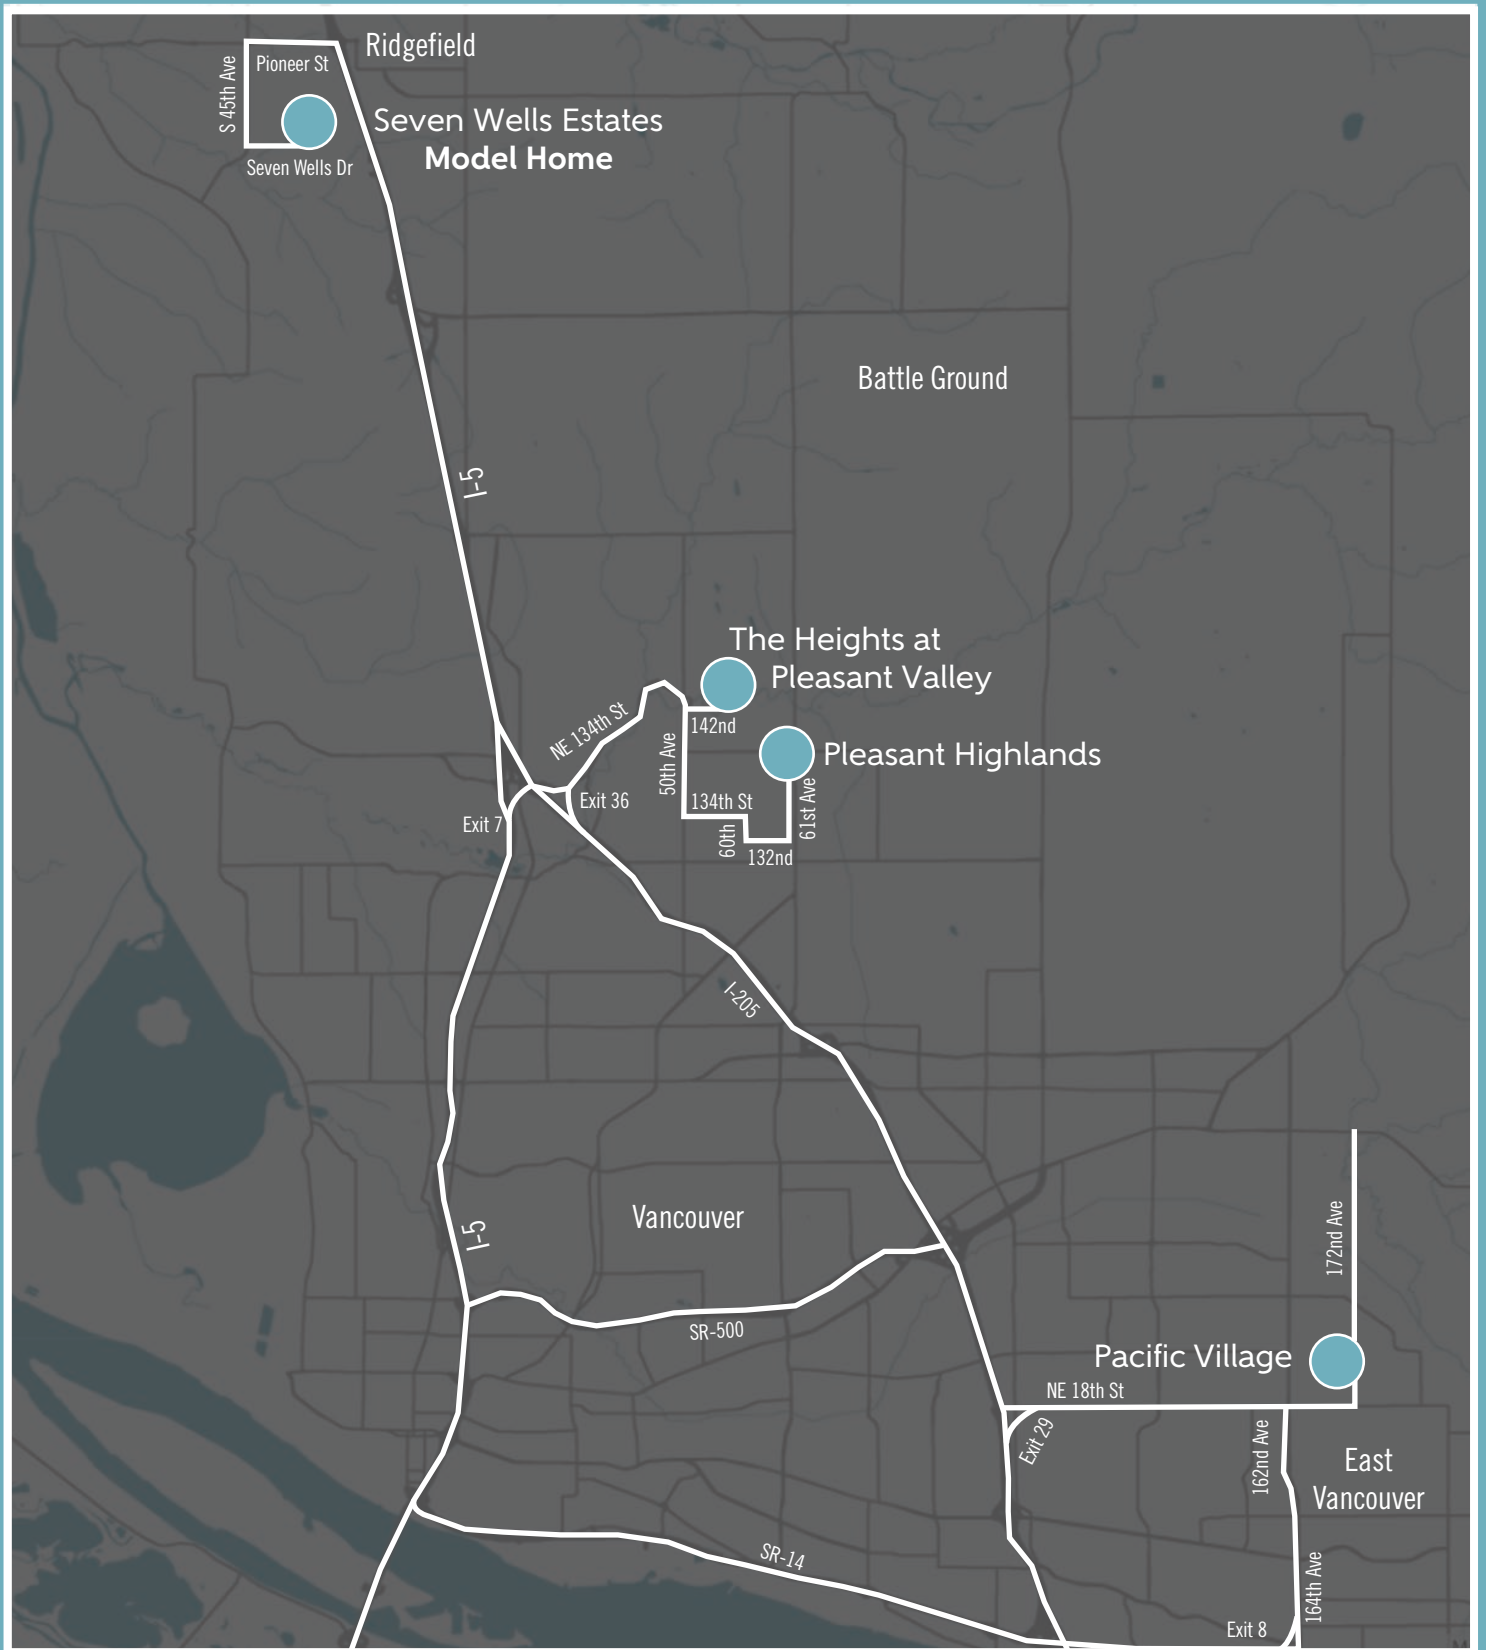 Ridgefield
Pioneer St
S 45th Ave
Seven Wells Estates
Model Home
Seven Wells Dr
Battle Ground
I-5
The Heights at
Pleasant Valley
NE 134th St
142nd
50th Ave
Pleasant Highlands
Exit 36
134th St
61st Ave
Exit 7
60th
132nd
I-205
Vancouver
I-5
172nd Ave
SR-500
Pacific Village
NE 18th St
Exit 29
162nd Ave
East
Vancouver
SR-14
164th Ave
Exit 8